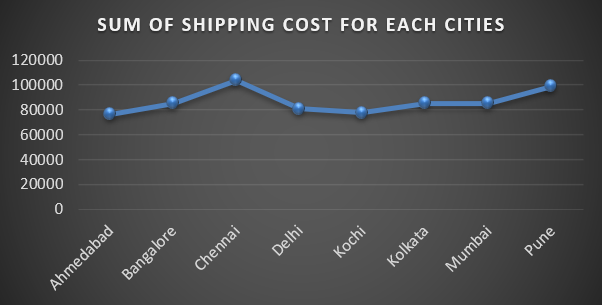 SUM OF SHIPPING COST FOR EACH CITIES
120000
100000
80000
60000
40000
20000
0
Ahmedabad
Bangalore
Chennai
Delhi
Kochi
Kolkata
Mumbai
Pune